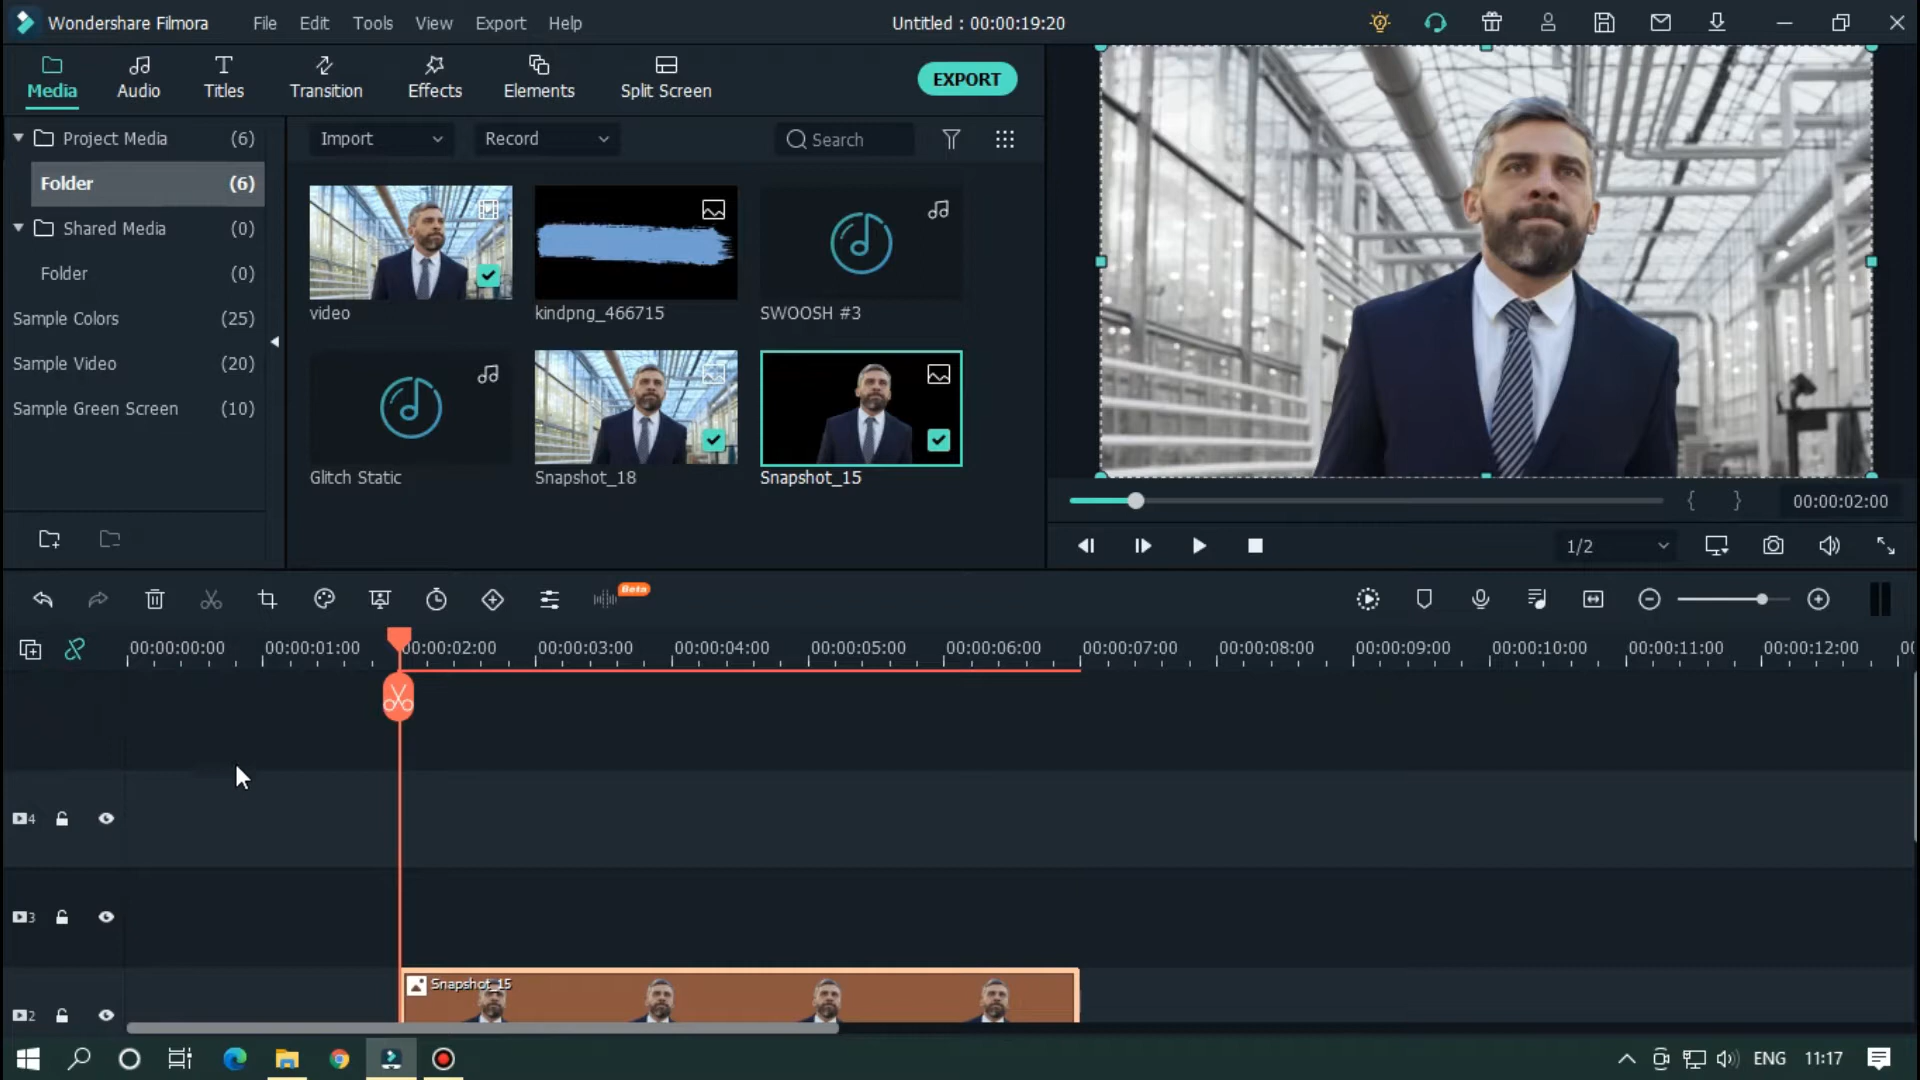 Wondershare Filmora File Edit Tools View Export Help Untitled : 00:00:19:20
Media Audio Titles Transition Effects Elements Split Screen EXPORT
Project Media (6) Import Record Search
Folder (6)
Shared Media (0)
Folder (0)
Sample Colors (25)
Sample Video (20)
Sample Green Screen (10)
video kindpng_466715 SWOOSH #3
Glitch Static Snapshot_18 Snapshot_15
{ } 00:00:02:00
1/2
Beta
00:00:00:00 00:00:01:00 00:00:02:00 00:00:03:00 00:00:04:00 00:00:05:00 00:00:06:00 00:00:07:00 00:00:08:00 00:00:09:00 00:00:10:00 00:00:11:00 00:00:12:00
4
3
Snapshot_15
2
ENG 11:17